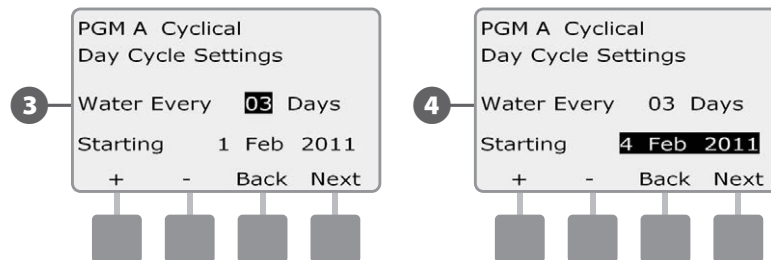 PGM A Cyclical
Day Cycle Settings
3
Water Every 03 Days
Starting 1 Feb 2011
+ - Back Next
PGM A Cyclical
Day Cycle Settings
4
Water Every 03 Days
Starting 4 Feb 2011
+ - Back Next